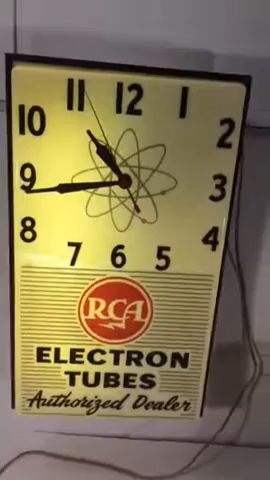 11 12 1
10 2
9 3
8 4
7 6 5
RCA
ELECTRON
TUBES
Authorized Dealer